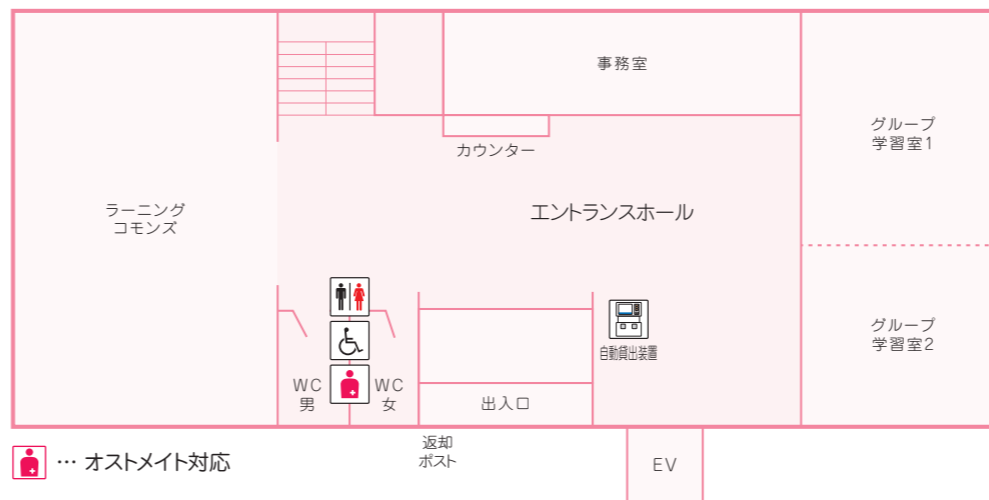 事務室
グループ
学習室1
カウンター
ラーニング
コモンズ
エントランスホール
自動貸出装置
グループ
学習室2
WC
男
WC
女
出入口
返却
ポスト
EV
… オストメイト対応